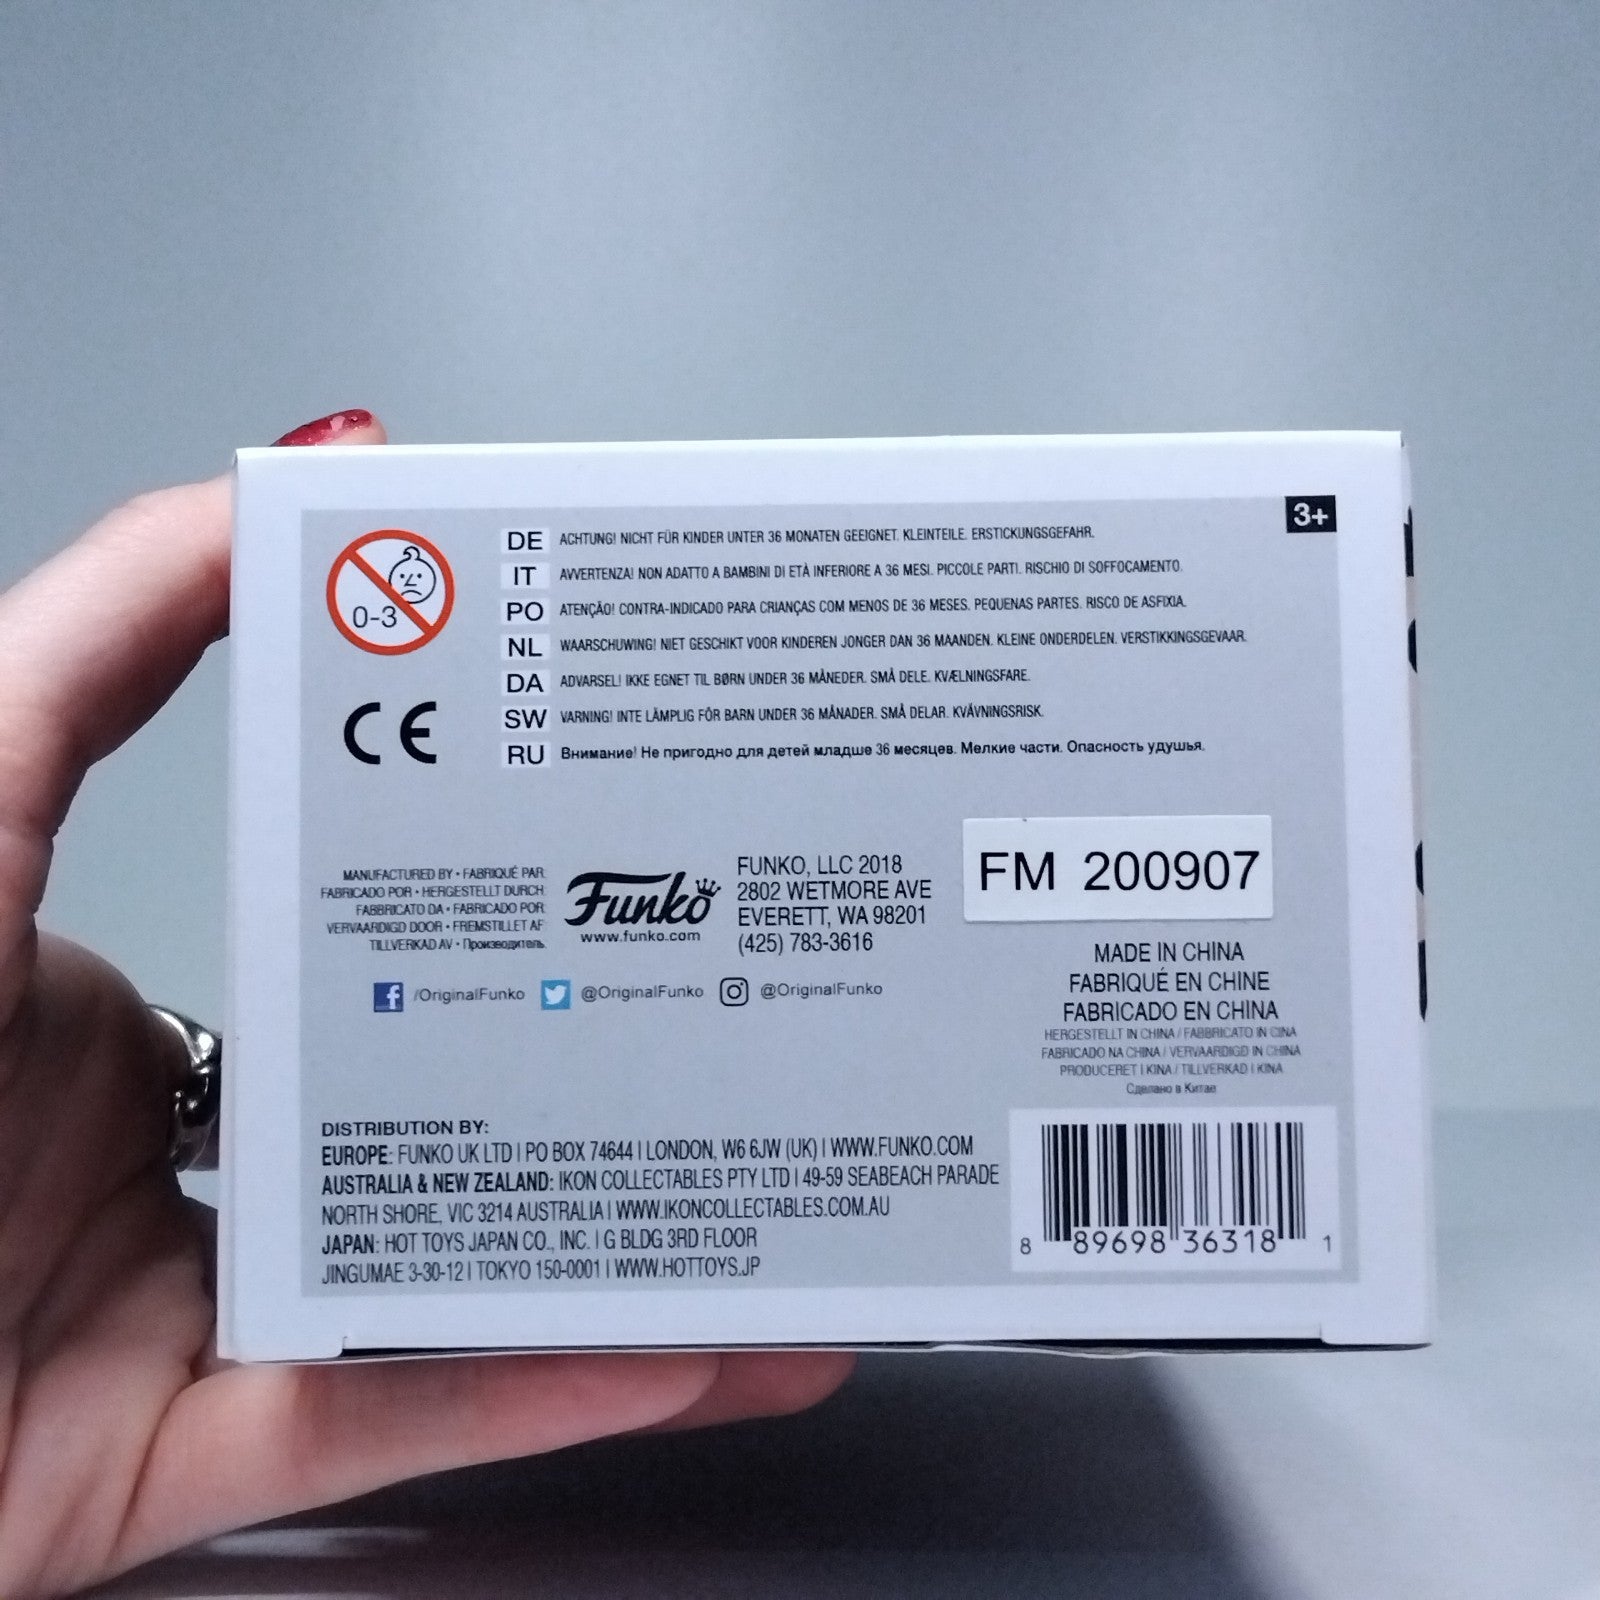 3+
0-3
DE ACHTUNG! NICHT FÜR KINDER UNTER 36 MONATEN GEEIGNET. KLEINTEILE. ERSTICKUNGSGEFAHR.
IT AVVERTENZA! NON ADATTO A BAMBINI DI ETÀ INFERIORE A 36 MESI. PICCOLE PARTI. RISCHIO DI SOFFOCAMENTO.
PO ATENÇÃO! CONTRA-INDICADO PARA CRIANÇAS COM MENOS DE 36 MESES. PEQUENAS PARTES. RISCO DE ASFIXIA.
NL WAARSCHUWING! NIET GESCHIKT VOOR KINDEREN JONGER DAN 36 MAANDEN. KLEINE ONDERDELEN. VERSTIKKINGSGEVAAR.
DA ADVARSEL! IKKE EGNET TIL BØRN UNDER 36 MÅNEDER. SMÅ DELE. KVÆLNINGSFARE.
SW VARNING! INTE LÄMPLIG FÖR BARN UNDER 36 MÅNADER. SMÅ DELAR. KVÄVNINGSRISK.
RU Внимание! Не пригодно для детей младше 36 месяцев. Мелкие части. Опасность удушья.
CE
MANUFACTURED BY • FABRIQUÉ PAR
FABRICADO POR • HERGESTELLT DURCH
FABBRICATO DA • FABRICADO POR
VERVAARDIGD DOOR • FREMSTILLET AF
TILLVERKAD AV • Производитель
Funko
www.funko.com
FUNKO, LLC 2018
2802 WETMORE AVE
EVERETT, WA 98201
(425) 783-3616
FM 200907
/OriginalFunko @OriginalFunko @OriginalFunko
MADE IN CHINA
FABRIQUÉ EN CHINE
FABRICADO EN CHINA
HERGESTELLT IN CHINA / FABBRICATO IN CINA
FABRICADO NA CHINA / VERVAARDIGD IN CHINA
PRODUCERET I KINA / TILLVERKAD I KINA
Сделано в Китае
DISTRIBUTION BY:
EUROPE: FUNKO UK LTD | PO BOX 74644 | LONDON, W6 6JW (UK) | WWW.FUNKO.COM
AUSTRALIA & NEW ZEALAND: IKON COLLECTABLES PTY LTD | 49-59 SEABEACH PARADE
NORTH SHORE, VIC 3214 AUSTRALIA | WWW.IKONCOLLECTABLES.COM.AU
JAPAN: HOT TOYS JAPAN CO., INC. | G BLDG 3RD FLOOR
JINGUMAE 3-30-12 | TOKYO 150-0001 | WWW.HOTTOYS.JP
8 89698 36318 1